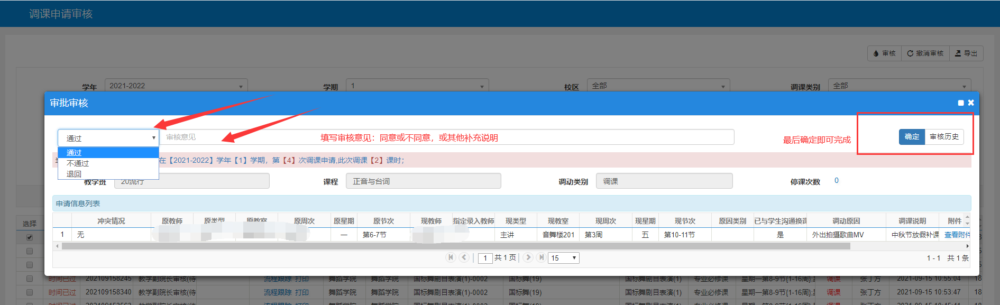 调课申请审核
审核 撤消审核 导出
学年 2021-2022 学期 1 校区 全部 调课类别 全部
审批审核
通过 审核意见 填写审核意见：同意或不同意，或其他补充说明 最后确定即可完成 确定 审核历史
通过
不通过
退回
在【2021-2022】学年【1】学期，第【4】次调课申请,此次调课【2】课时；
教学班 20流行 课程 正音与台词 调动类别 调课 停课次数 0
申请信息列表
选择 冲突情况 原教师 原类型 原教室 原周次 原星期 原节次 现教师 指定录入教师 现类型 现教室 现周次 现星期 现节次 原因类别 已与学生沟通换课 调动原因 调课说明 附件
1 无 一 第6-7节 主讲 音舞楼201 第3周 五 第10-11节 是 外出拍摄歌曲MV 中秋节放假补课 查看附件
1 共 1 页 15 1 - 1 共 1 条
时间已过 202109158245 教学副院长审核(待 流程跟踪 打印 舞蹈学院 舞蹈学院 国标舞剧目表演(1)-0002 国标舞(19) 国标舞剧目表演(1) 专业必修课 星期一第8-9节{1-16周}; 调课 张丁方 2021-09-15 10:55:04 18
时间已过 202109158340 教学副院长审核(待 流程跟踪 打印 舞蹈学院 舞蹈学院 国标舞剧目表演(1)-0002 国标舞(19) 国标舞剧目表演(1) 专业必修课 星期一第8-9节{1-16周}; 调课 张丁方 2021-09-15 10:53:47 18